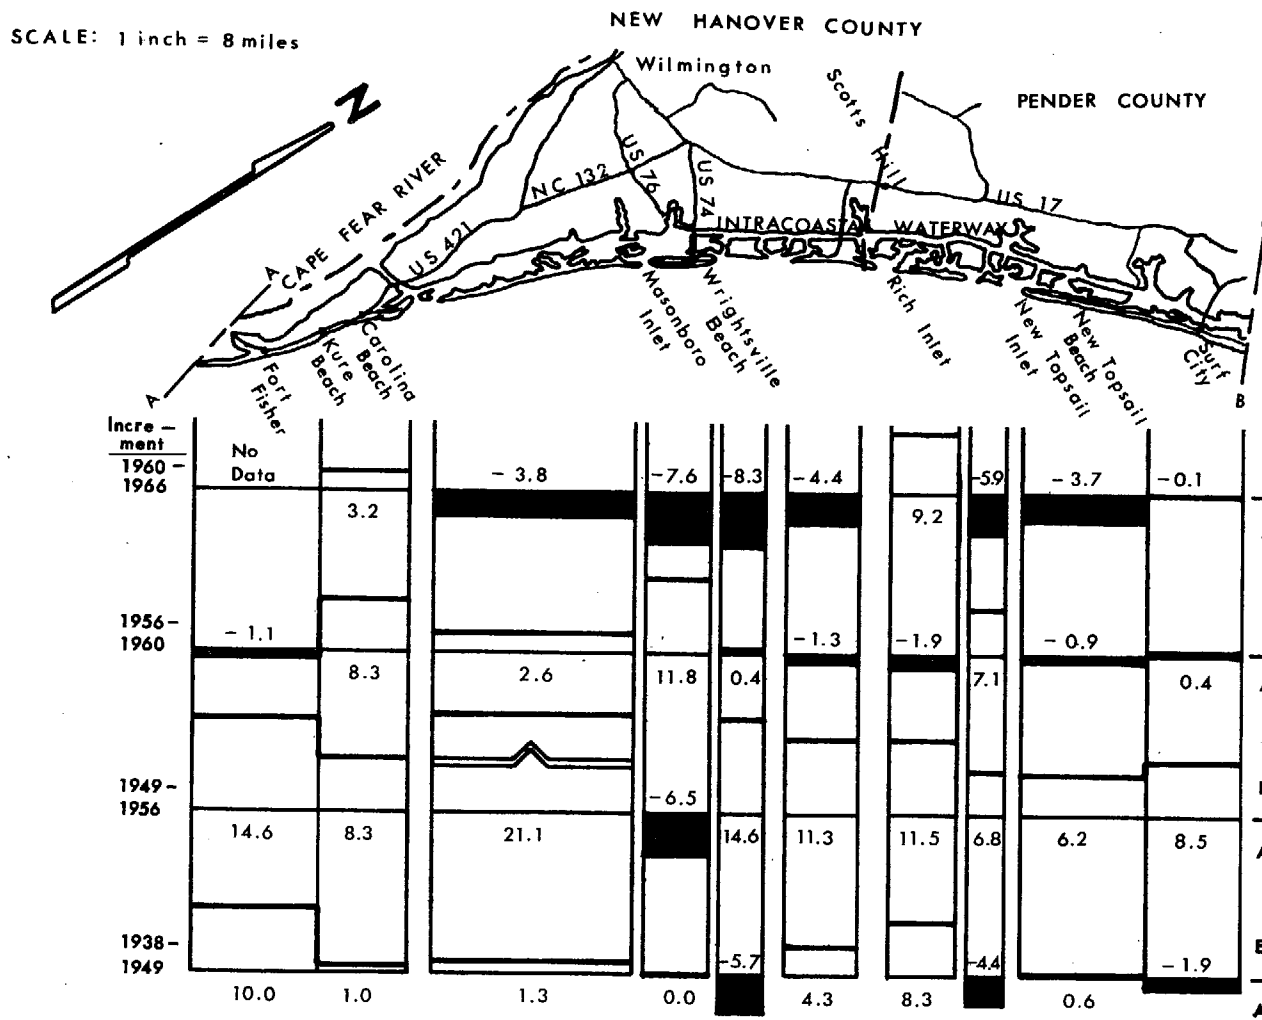 NEW HANOVER COUNTY
SCALE: 1 inch = 8 miles
N
Wilmington
Scotts Hill
PENDER COUNTY
US 76
US 74
NC 132
US 17
CAPE FEAR RIVER
US 421
INTRACOASTAL WATERWAY
A
A
Fort Fisher
Kure Beach
Carolina Beach
Masonboro Inlet
Wrightsville Beach
Rich Inlet
New Topsail Inlet
New Topsail Beach
Surf City
B
Incre-
ment
1960-
1966
No Data
-3.8
-7.6
-8.3
-4.4
-5.9
-3.7
-0.1
3.2
9.2
1956-
1960
-1.1
-1.3
-1.9
-0.9
8.3
2.6
11.8
0.4
7.1
0.4
1949-
1956
-6.5
14.6
8.3
21.1
14.6
11.3
11.5
6.8
6.2
8.5
1938-
1949
-5.7
-4.4
-1.9
10.0
1.0
1.3
0.0
4.3
8.3
0.6